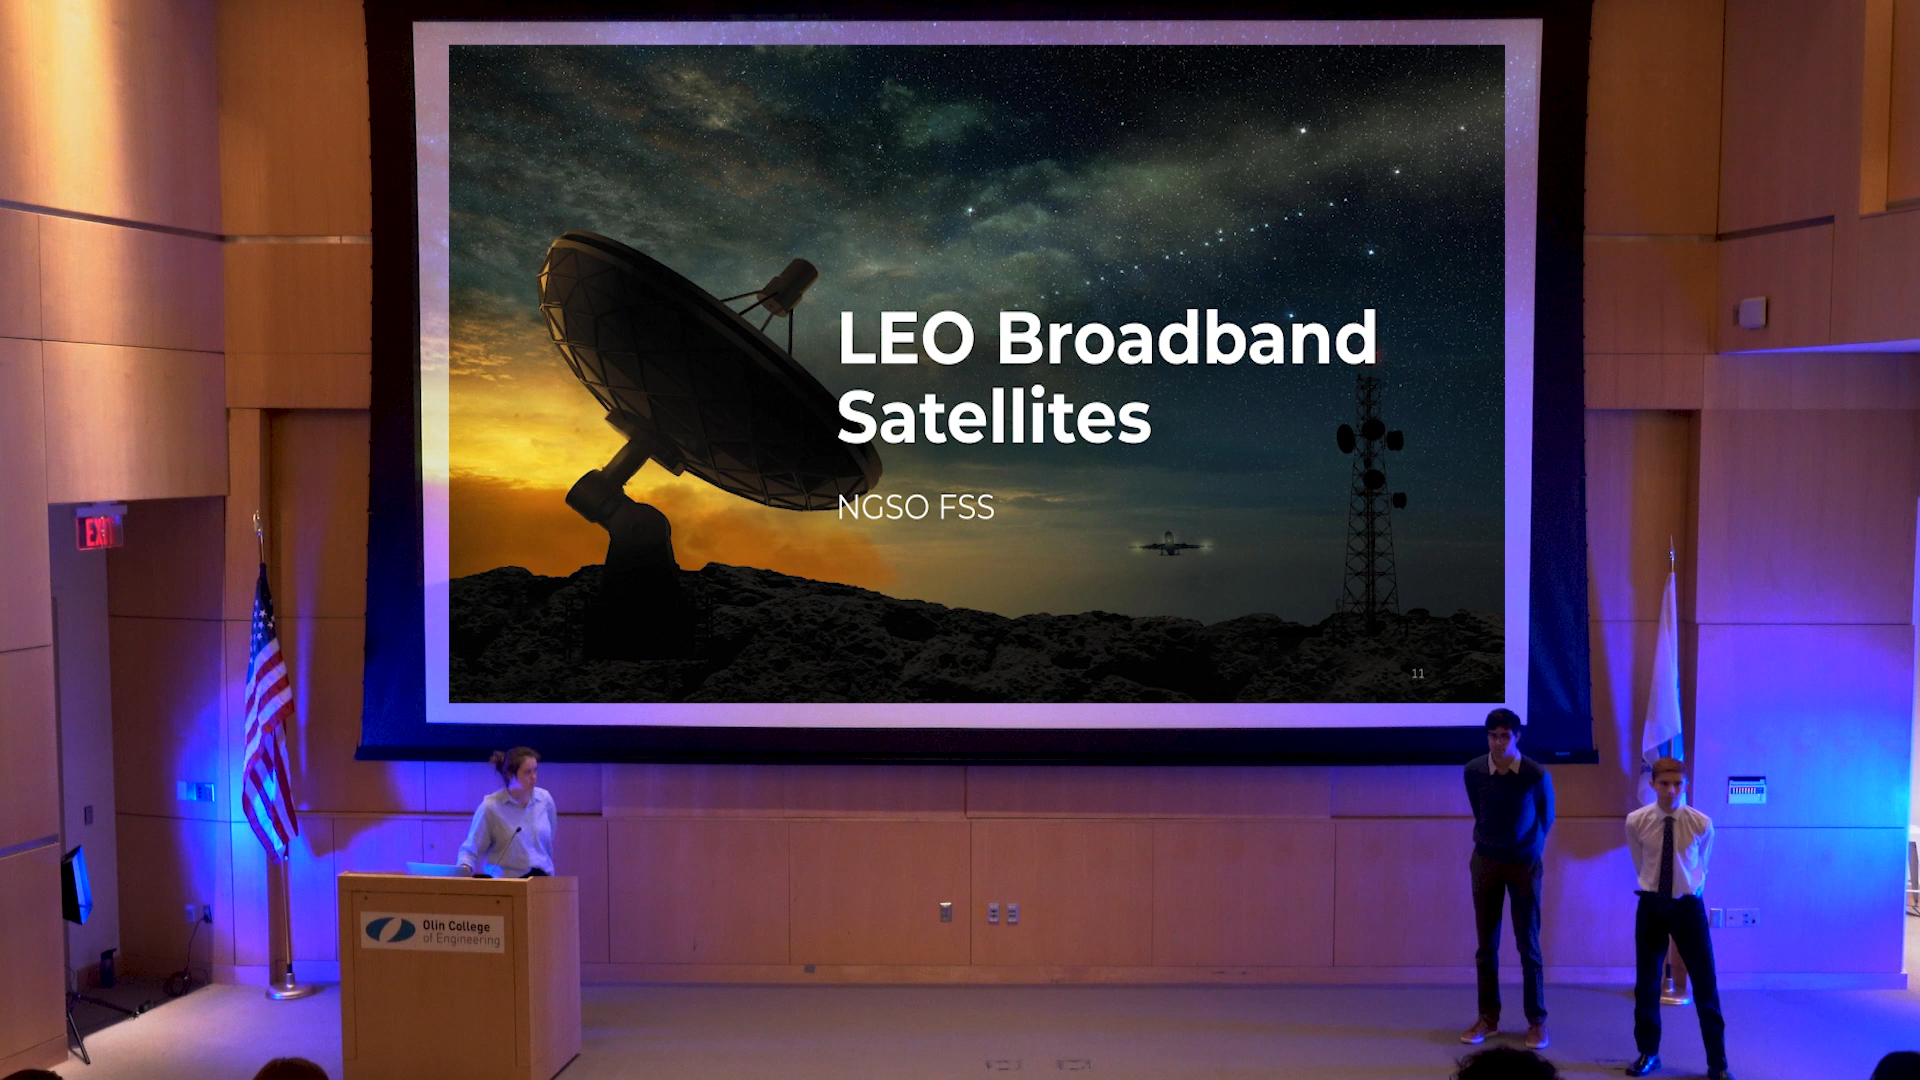 LEO Broadband
Satellites
NGSO FSS
11
EXIT
Olin College
of Engineering